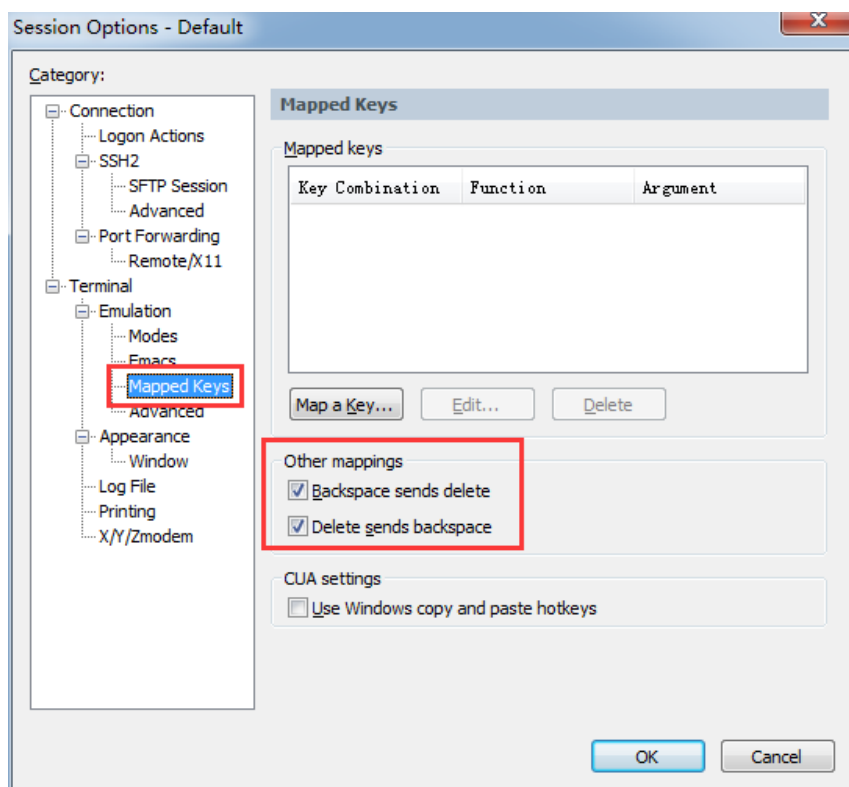 Session Options - Default
x
Category:
Connection
Logon Actions
SSH2
SFTP Session
Advanced
Port Forwarding
Remote/X11
Terminal
Emulation
Modes
Emacs
Mapped Keys
Advanced
Appearance
Window
Log File
Printing
X/Y/Zmodem
Mapped Keys
Mapped keys
Key Combination Function Argument
Map a Key... Edit... Delete
Other mappings
Backspace sends delete
Delete sends backspace
CUA settings
Use Windows copy and paste hotkeys
OK Cancel